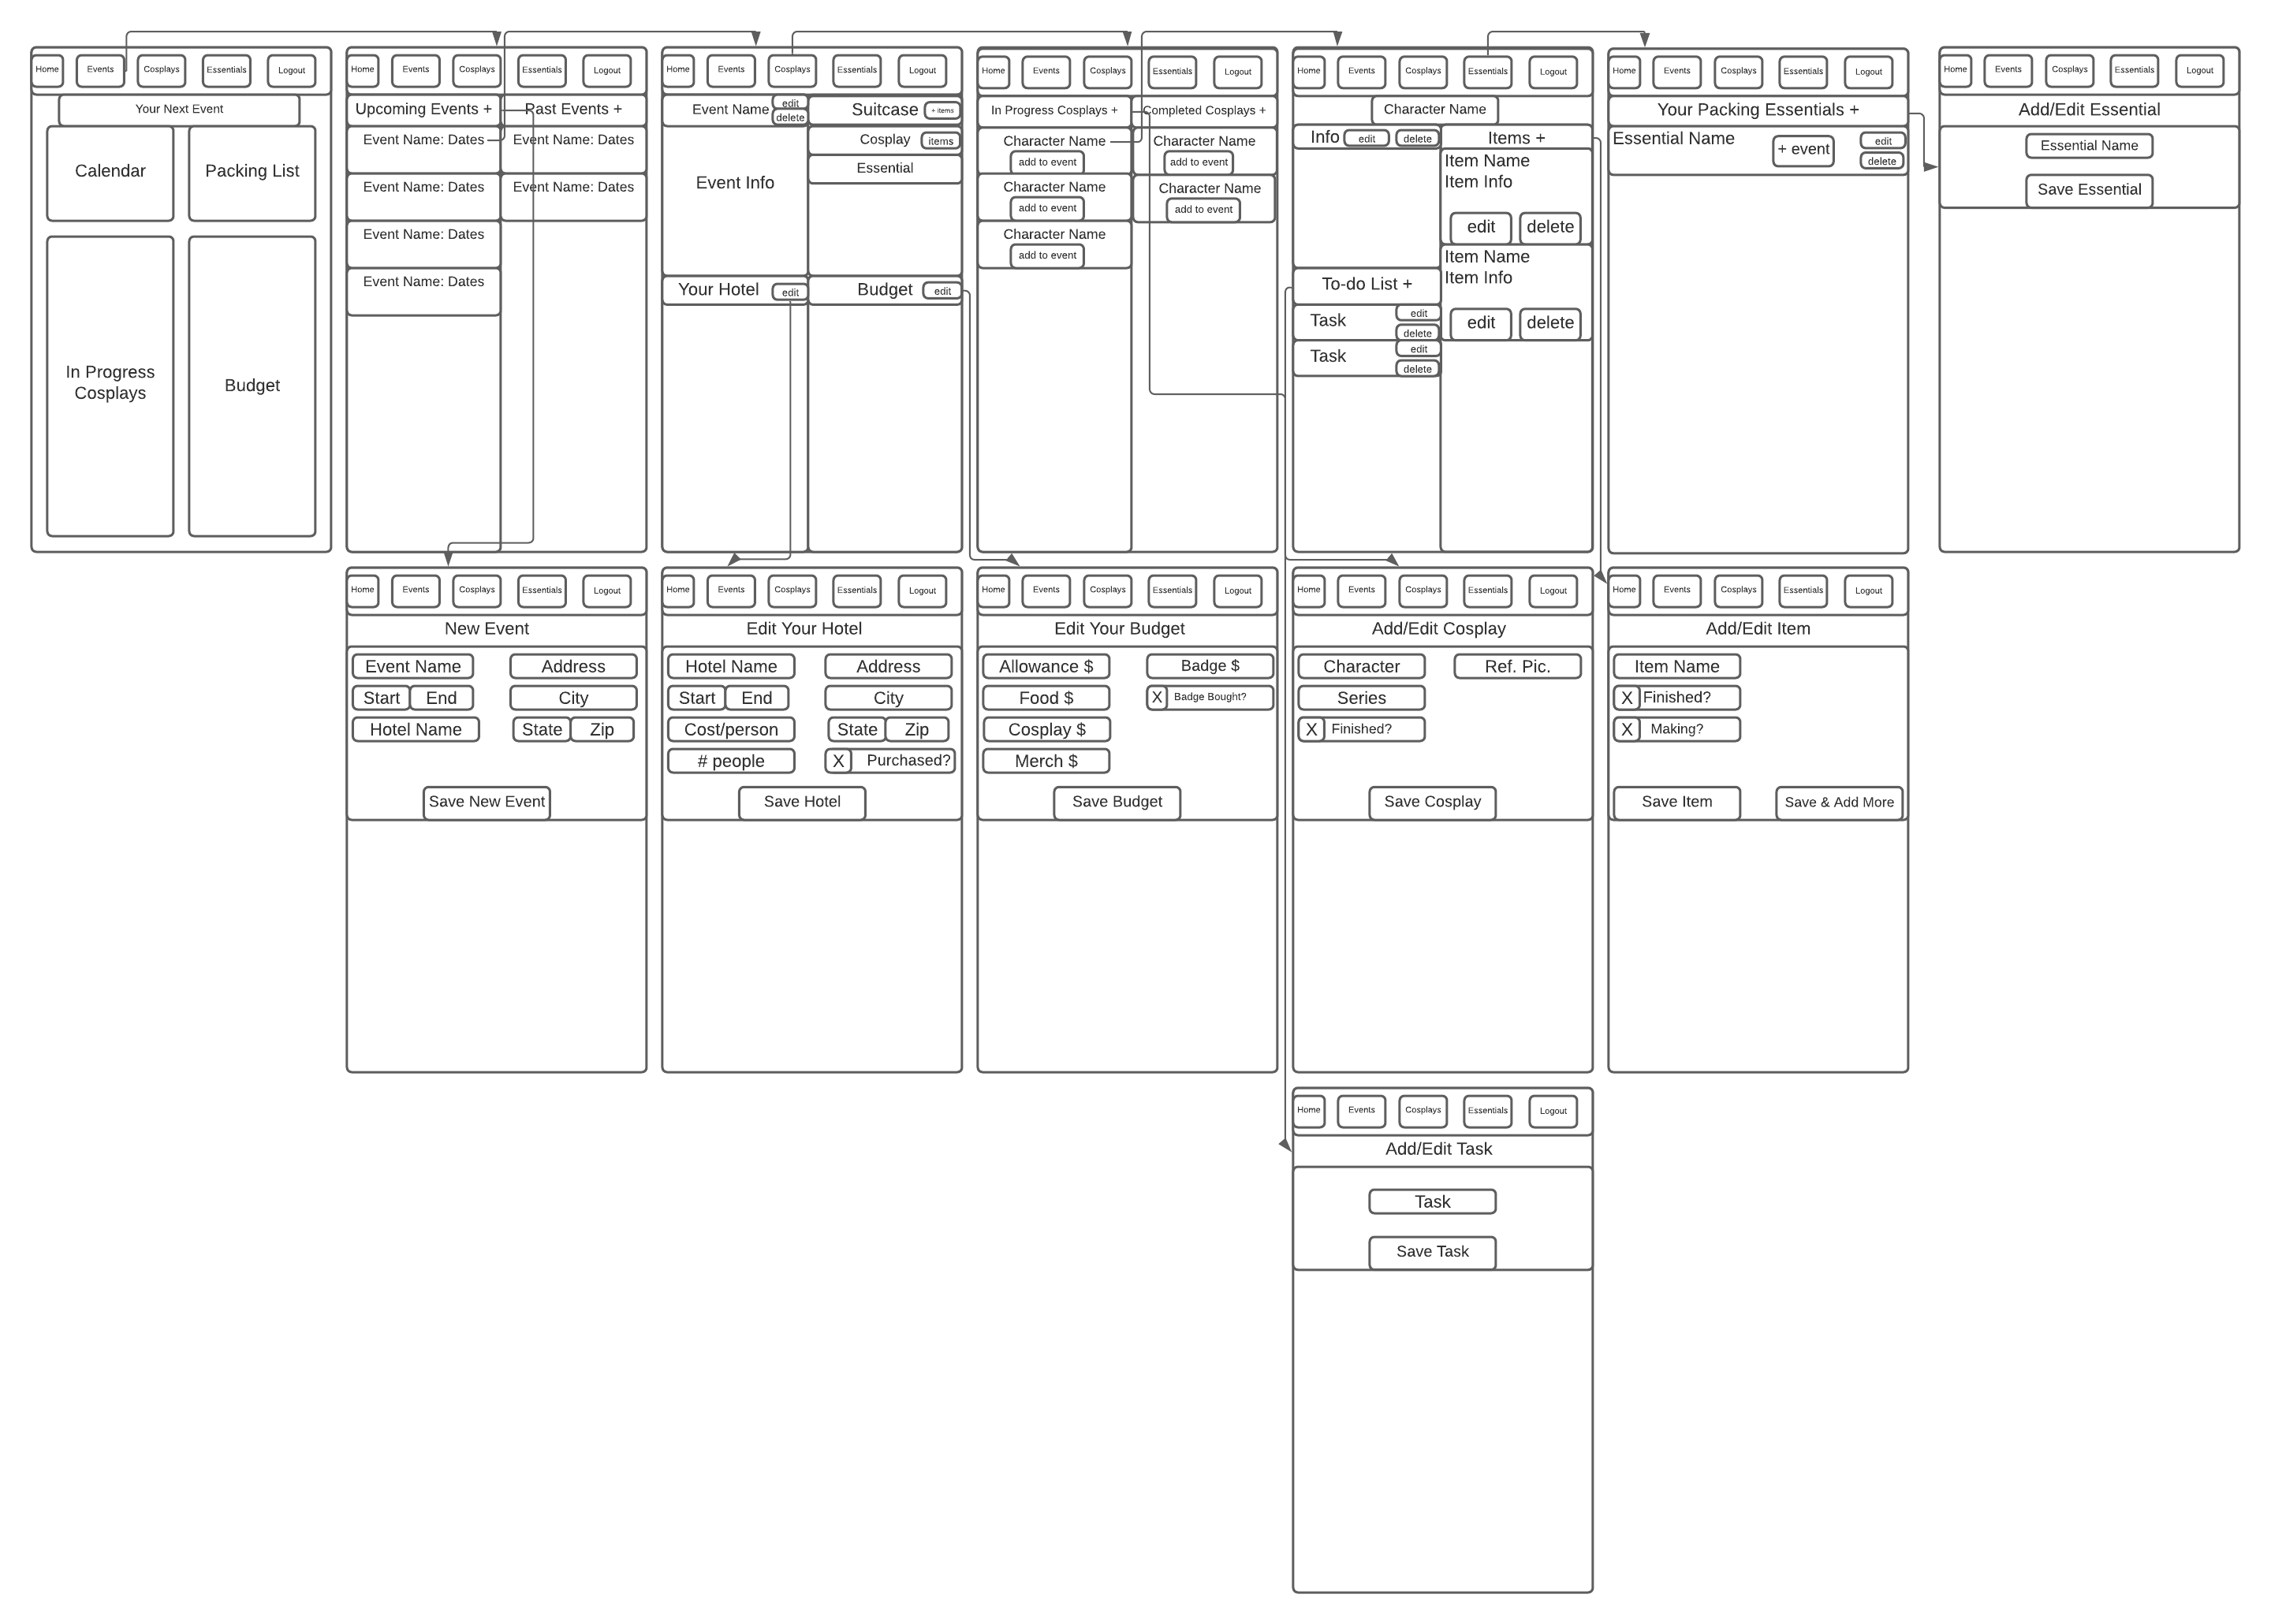 Home
Events
Cosplays
Essentials
Logout
Your Next Event
Calendar
Packing List
In Progress
Cosplays
Budget
Home
Events
Cosplays
Essentials
Logout
Upcoming Events +
Past Events +
Event Name: Dates
Event Name: Dates
Event Name: Dates
Event Name: Dates
Event Name: Dates
Event Name: Dates
Home
Events
Cosplays
Essentials
Logout
Event Name
edit
delete
Suitcase
+ items
Cosplay
items
Essential
Event Info
Your Hotel
edit
Budget
edit
Home
Events
Cosplays
Essentials
Logout
In Progress Cosplays +
Completed Cosplays +
Character Name
add to event
Character Name
add to event
Character Name
add to event
Character Name
add to event
Character Name
add to event
Home
Events
Cosplays
Essentials
Logout
Character Name
Info
edit
delete
Items +
Item Name
Item Info
edit
delete
Item Name
Item Info
edit
delete
To-do List +
Task
edit
delete
Task
edit
delete
Home
Events
Cosplays
Essentials
Logout
Your Packing Essentials +
Essential Name
+ event
edit
delete
Home
Events
Cosplays
Essentials
Logout
Add/Edit Essential
Essential Name
Save Essential
Home
Events
Cosplays
Essentials
Logout
New Event
Event Name
Address
Start
End
City
Hotel Name
State
Zip
Save New Event
Home
Events
Cosplays
Essentials
Logout
Edit Your Hotel
Hotel Name
Address
Start
End
City
Cost/person
State
Zip
# people
X
Purchased?
Save Hotel
Home
Events
Cosplays
Essentials
Logout
Edit Your Budget
Allowance $
Badge $
Food $
X
Badge Bought?
Cosplay $
Merch $
Save Budget
Home
Events
Cosplays
Essentials
Logout
Add/Edit Cosplay
Character
Ref. Pic.
Series
X
Finished?
Save Cosplay
Home
Events
Cosplays
Essentials
Logout
Add/Edit Item
Item Name
X
Finished?
X
Making?
Save Item
Save & Add More
Home
Events
Cosplays
Essentials
Logout
Add/Edit Task
Task
Save Task